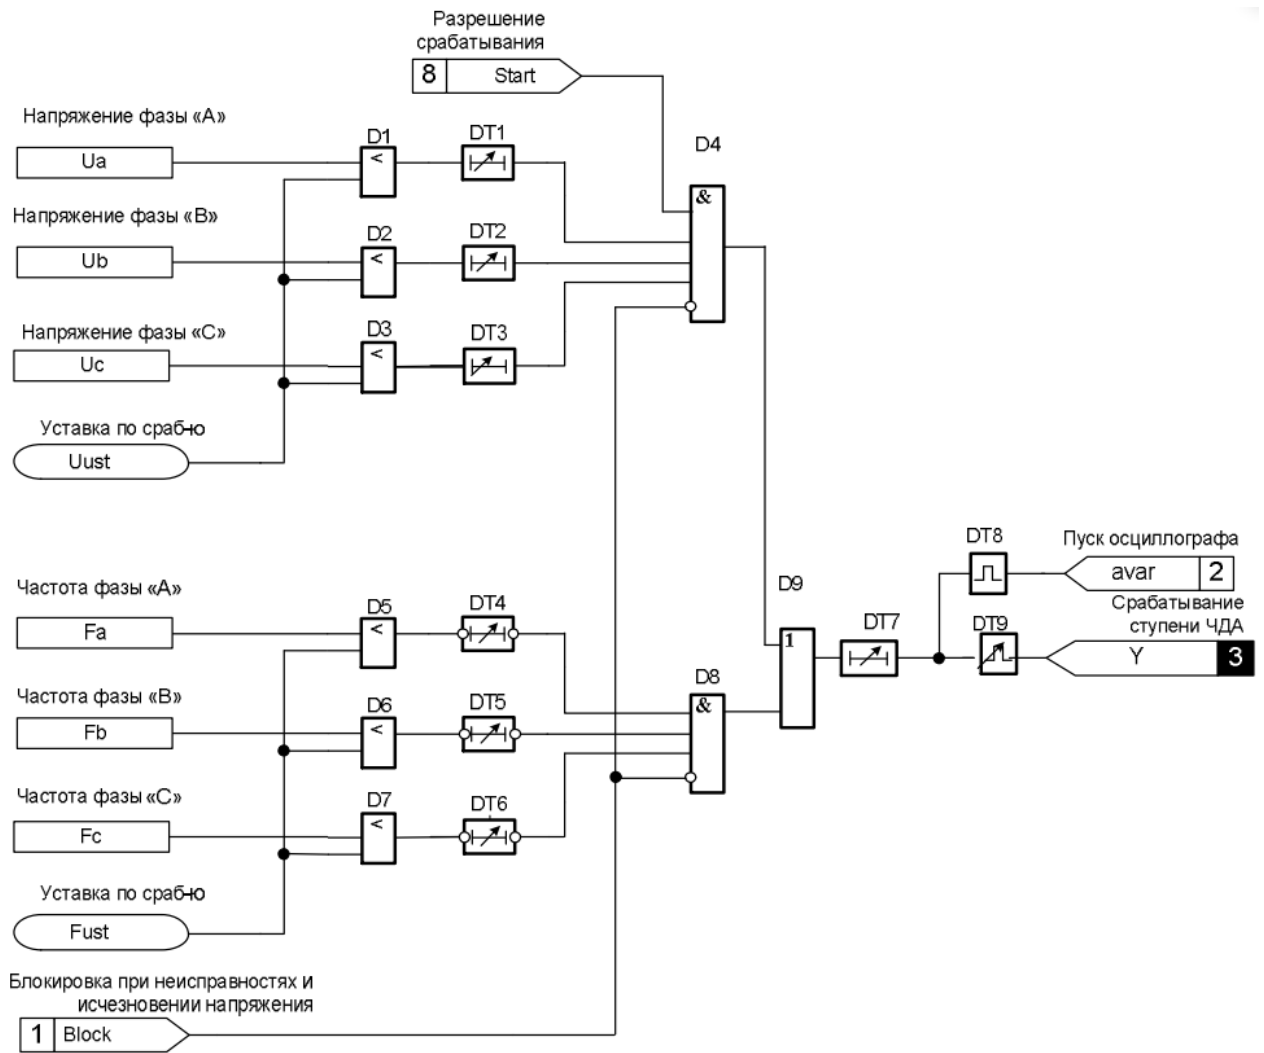 Разрешение
срабатывания
8 Start
Напряжение фазы «А»
Ua
D1
<
DT1
D4
&
Напряжение фазы «В»
Ub
D2
<
DT2
Напряжение фазы «С»
Uc
D3
<
DT3
Уставка по сраб-ю
Uust
DT8
Пуск осциллографа
avar 2
Частота фазы «А»
Fa
D5
<
DT4
D9
1
DT7
DT9
Срабатывание
ступени ЧДА
Y 3
Частота фазы «В»
Fb
D6
<
DT5
D8
&
Частота фазы «С»
Fc
D7
<
DT6
Уставка по сраб-ю
Fust
Блокировка при неисправностях и
исчезновении напряжения
1 Block